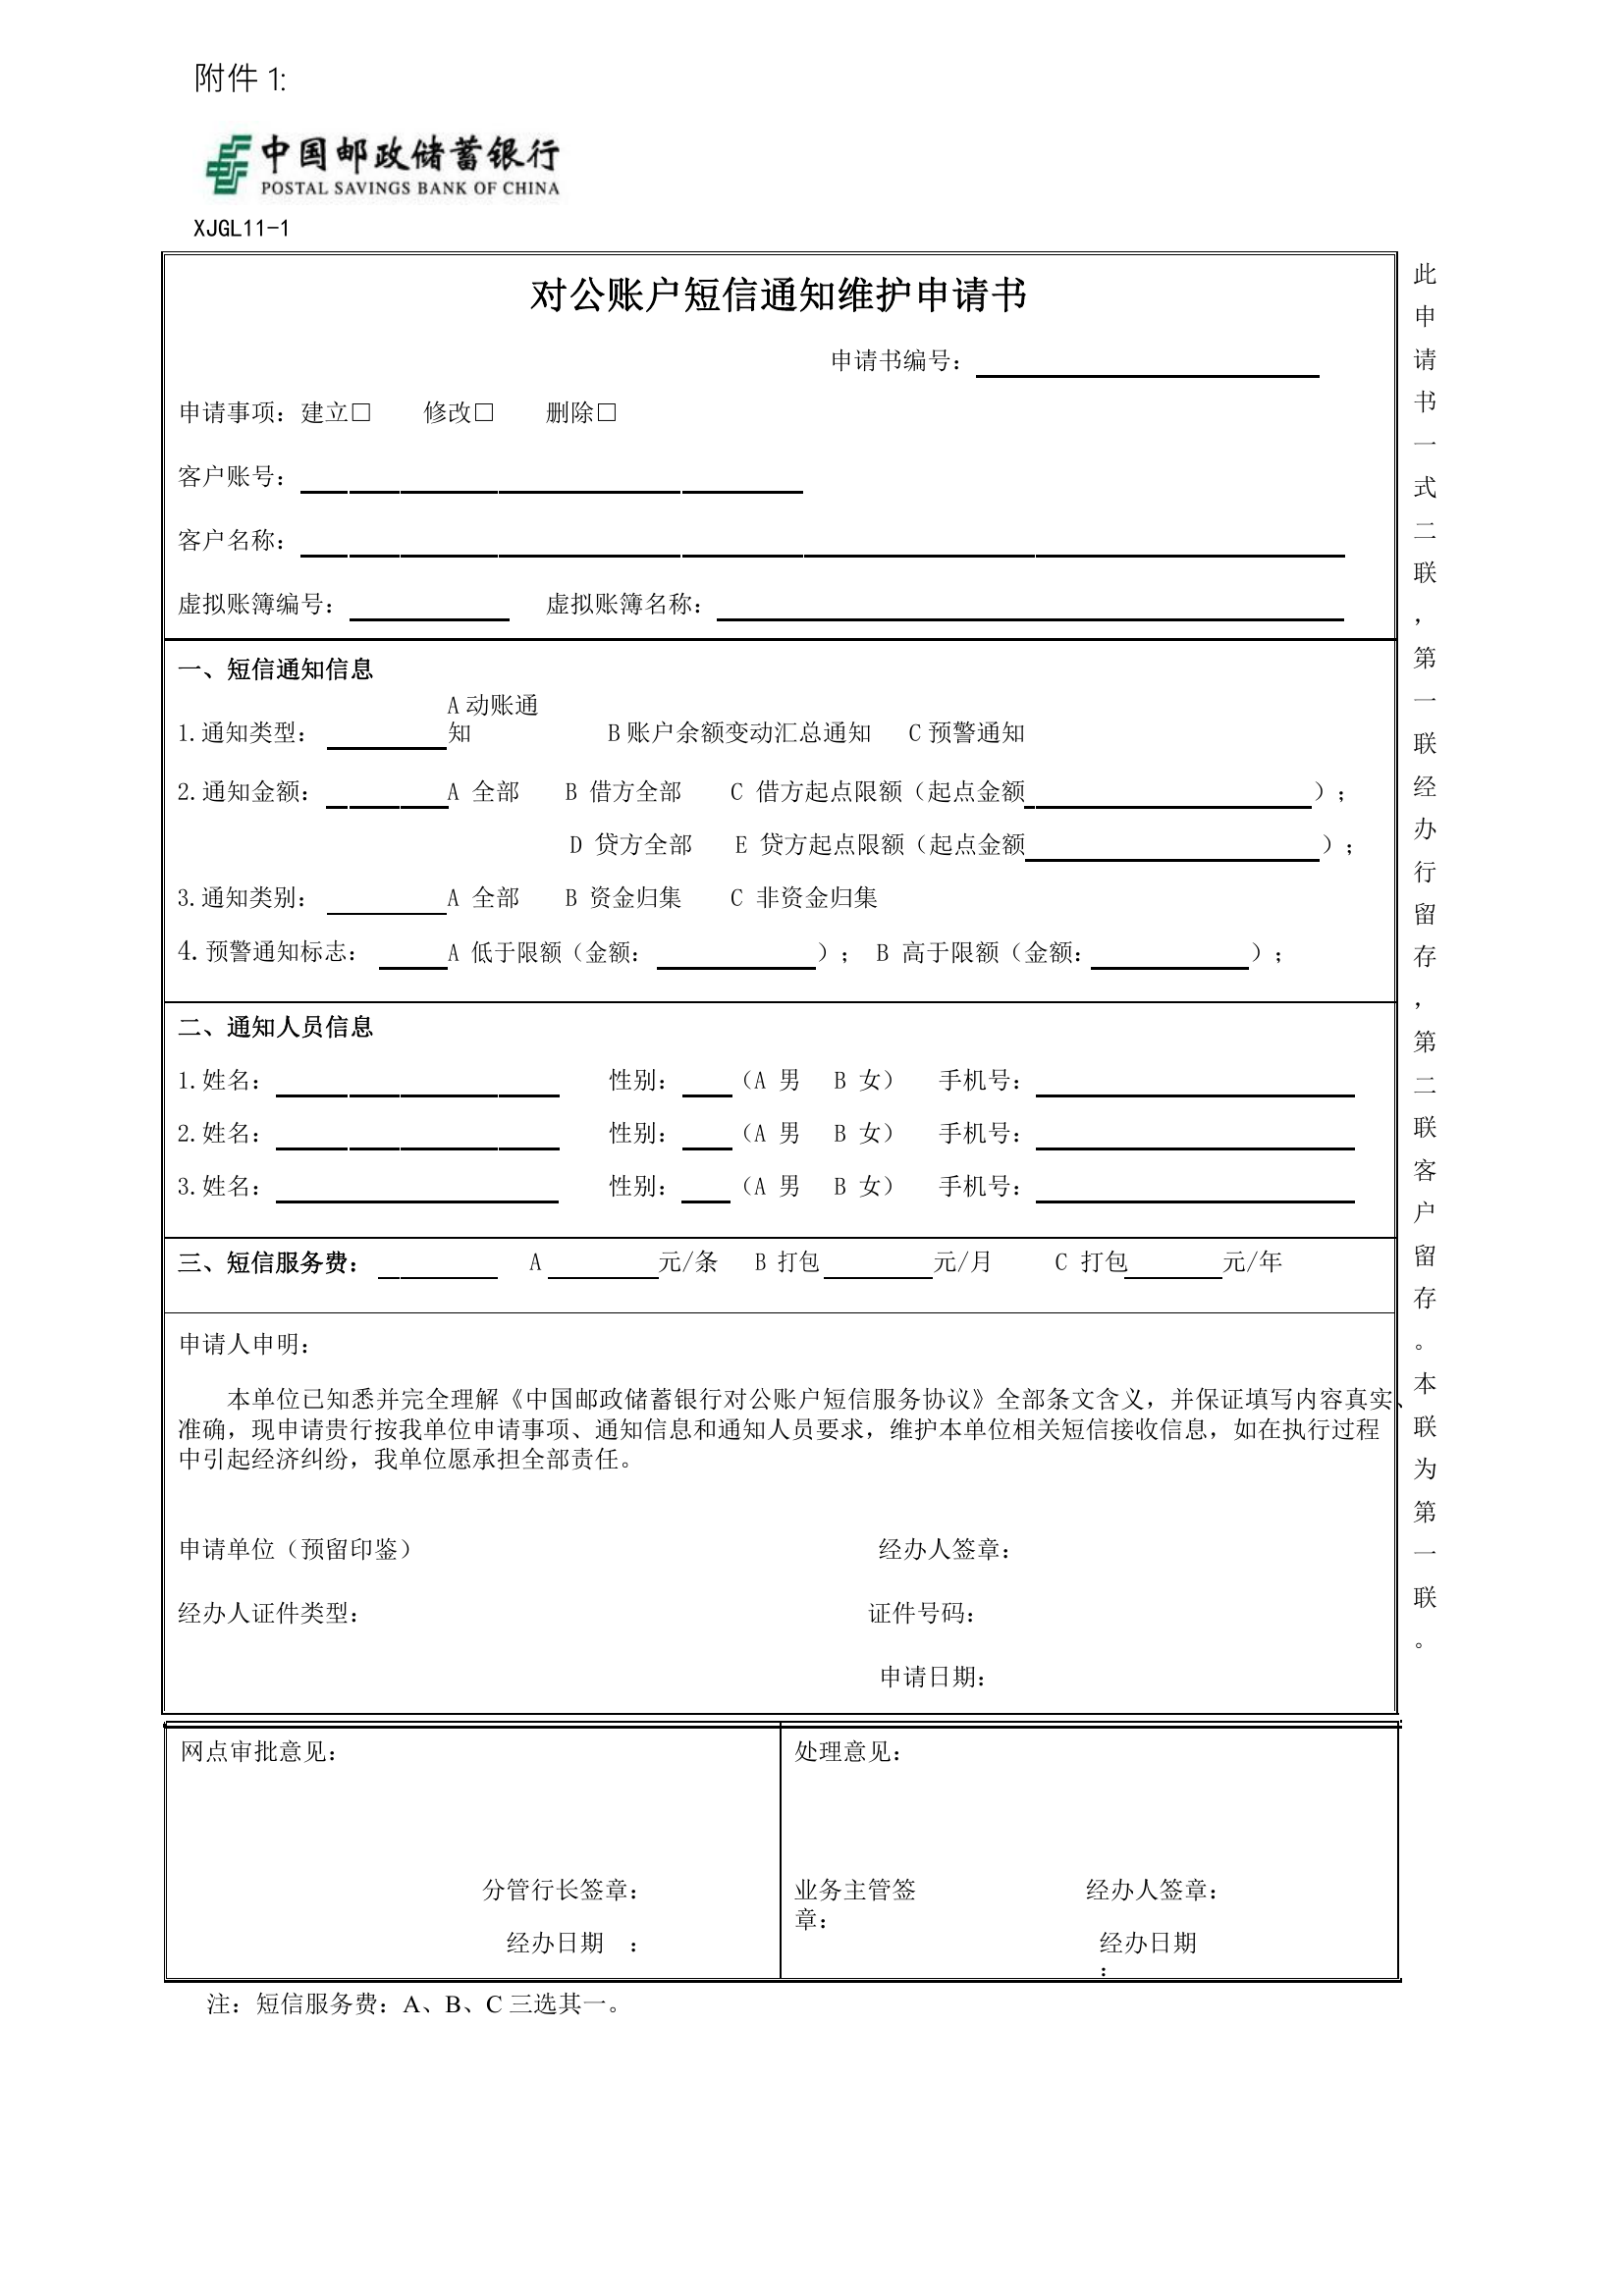 附件 1:
中国邮政储蓄银行
POSTAL SAVINGS BANK OF CHINA
XJGL11-1
对公账户短信通知维护申请书
申请书编号：
申请事项：建立□ 修改□ 删除□
客户账号：
客户名称：
虚拟账簿编号： 虚拟账簿名称：
一、短信通知信息
1.通知类型： A 动账通知 B 账户余额变动汇总通知 C 预警通知
2.通知金额： A 全部 B 借方全部 C 借方起点限额（起点金额 ）；
D 贷方全部 E 贷方起点限额（起点金额 ）；
3.通知类别： A 全部 B 资金归集 C 非资金归集
4.预警通知标志： A 低于限额（金额： ）； B 高于限额（金额： ）；
二、通知人员信息
1.姓名： 性别： （A 男 B 女） 手机号：
2.姓名： 性别： （A 男 B 女） 手机号：
3.姓名： 性别： （A 男 B 女） 手机号：
三、短信服务费： A 元/条 B 打包 元/月 C 打包 元/年
申请人申明：
本单位已知悉并完全理解《中国邮政储蓄银行对公账户短信服务协议》全部条文含义，并保证填写内容真实、
准确，现申请贵行按我单位申请事项、通知信息和通知人员要求，维护本单位相关短信接收信息，如在执行过程
中引起经济纠纷，我单位愿承担全部责任。
申请单位（预留印鉴） 经办人签章：
经办人证件类型： 证件号码：
申请日期：
网点审批意见： 处理意见：
分管行长签章： 业务主管签章： 经办人签章：
经办日期 ： 经办日期：
注：短信服务费：A、B、C 三选其一。
此申请书一式二联，第一联经办行留存，第二联客户留存。本联为第一联。